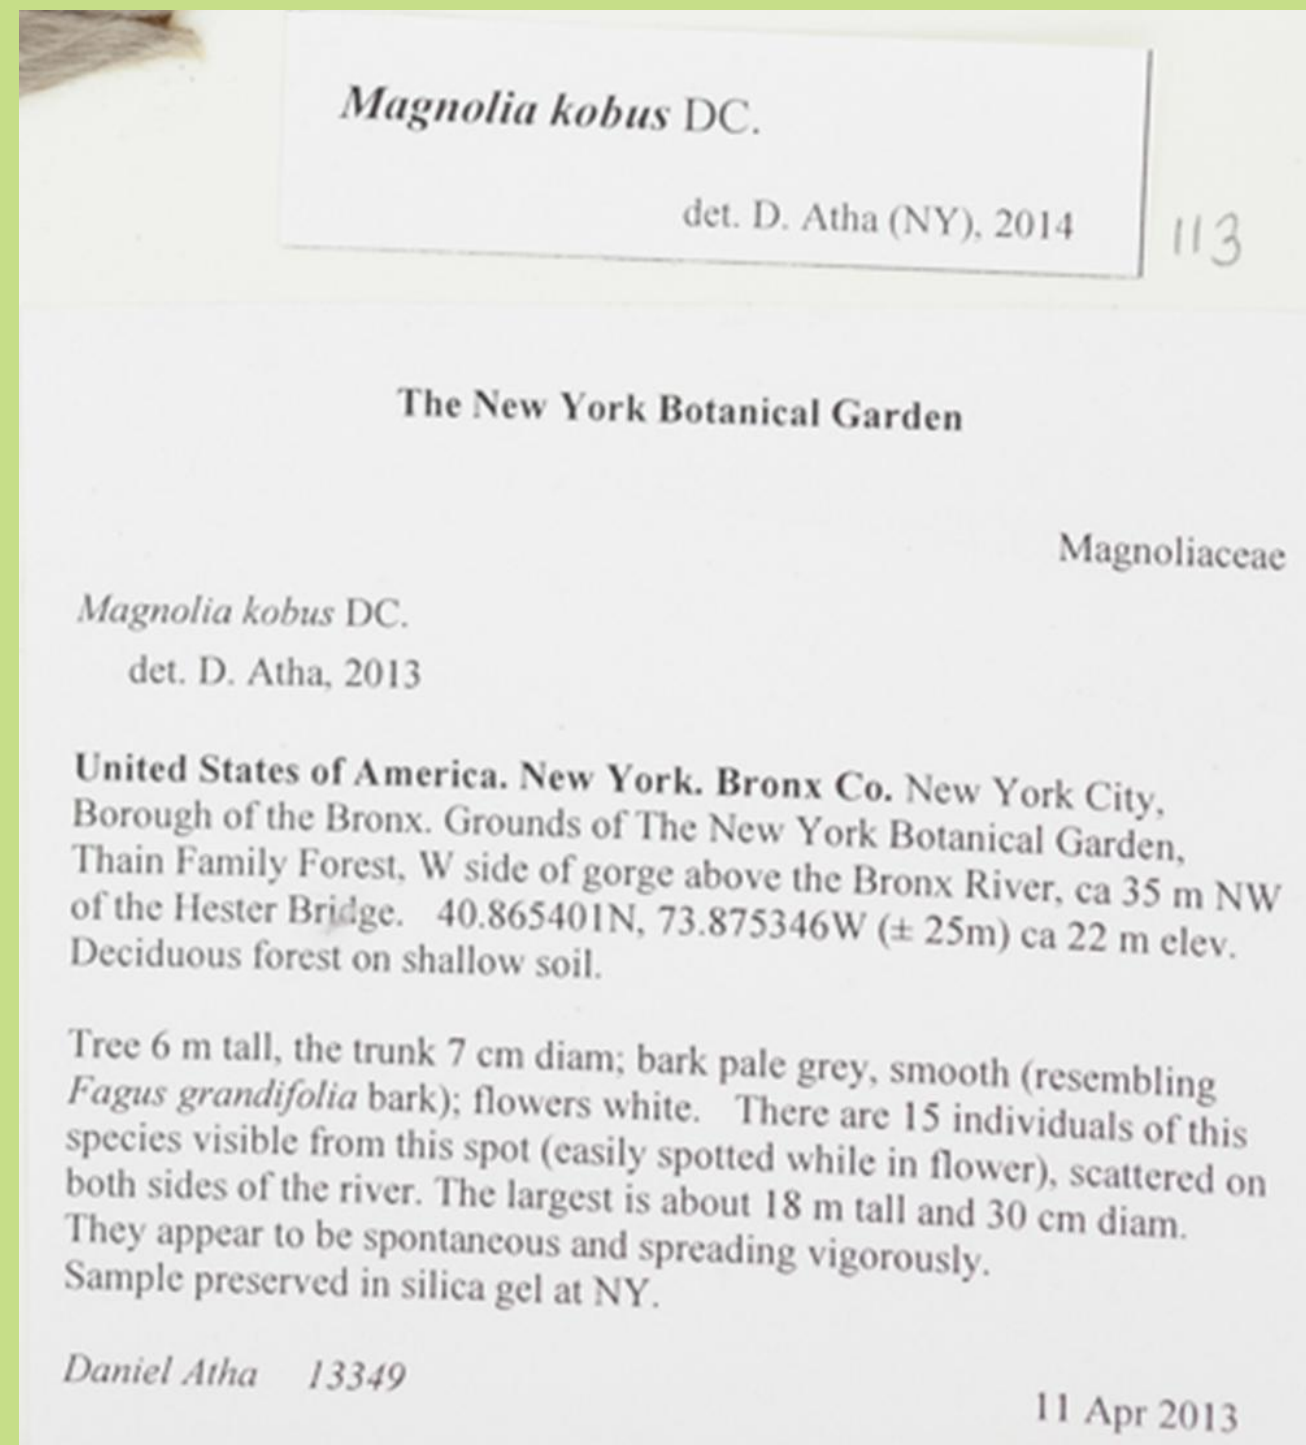 Magnolia kobus DC.
det. D. Atha (NY), 2014
113
The New York Botanical Garden
Magnoliaceae
Magnolia kobus DC.
det. D. Atha, 2013
United States of America. New York. Bronx Co. New York City,
Borough of the Bronx. Grounds of The New York Botanical Garden,
Thain Family Forest, W side of gorge above the Bronx River, ca 35 m NW
of the Hester Bridge. 40.865401N, 73.875346W (± 25m) ca 22 m elev.
Deciduous forest on shallow soil.
Tree 6 m tall, the trunk 7 cm diam; bark pale grey, smooth (resembling
Fagus grandifolia bark); flowers white. There are 15 individuals of this
species visible from this spot (easily spotted while in flower), scattered on
both sides of the river. The largest is about 18 m tall and 30 cm diam.
They appear to be spontaneous and spreading vigorously.
Sample preserved in silica gel at NY.
Daniel Atha 13349
11 Apr 2013